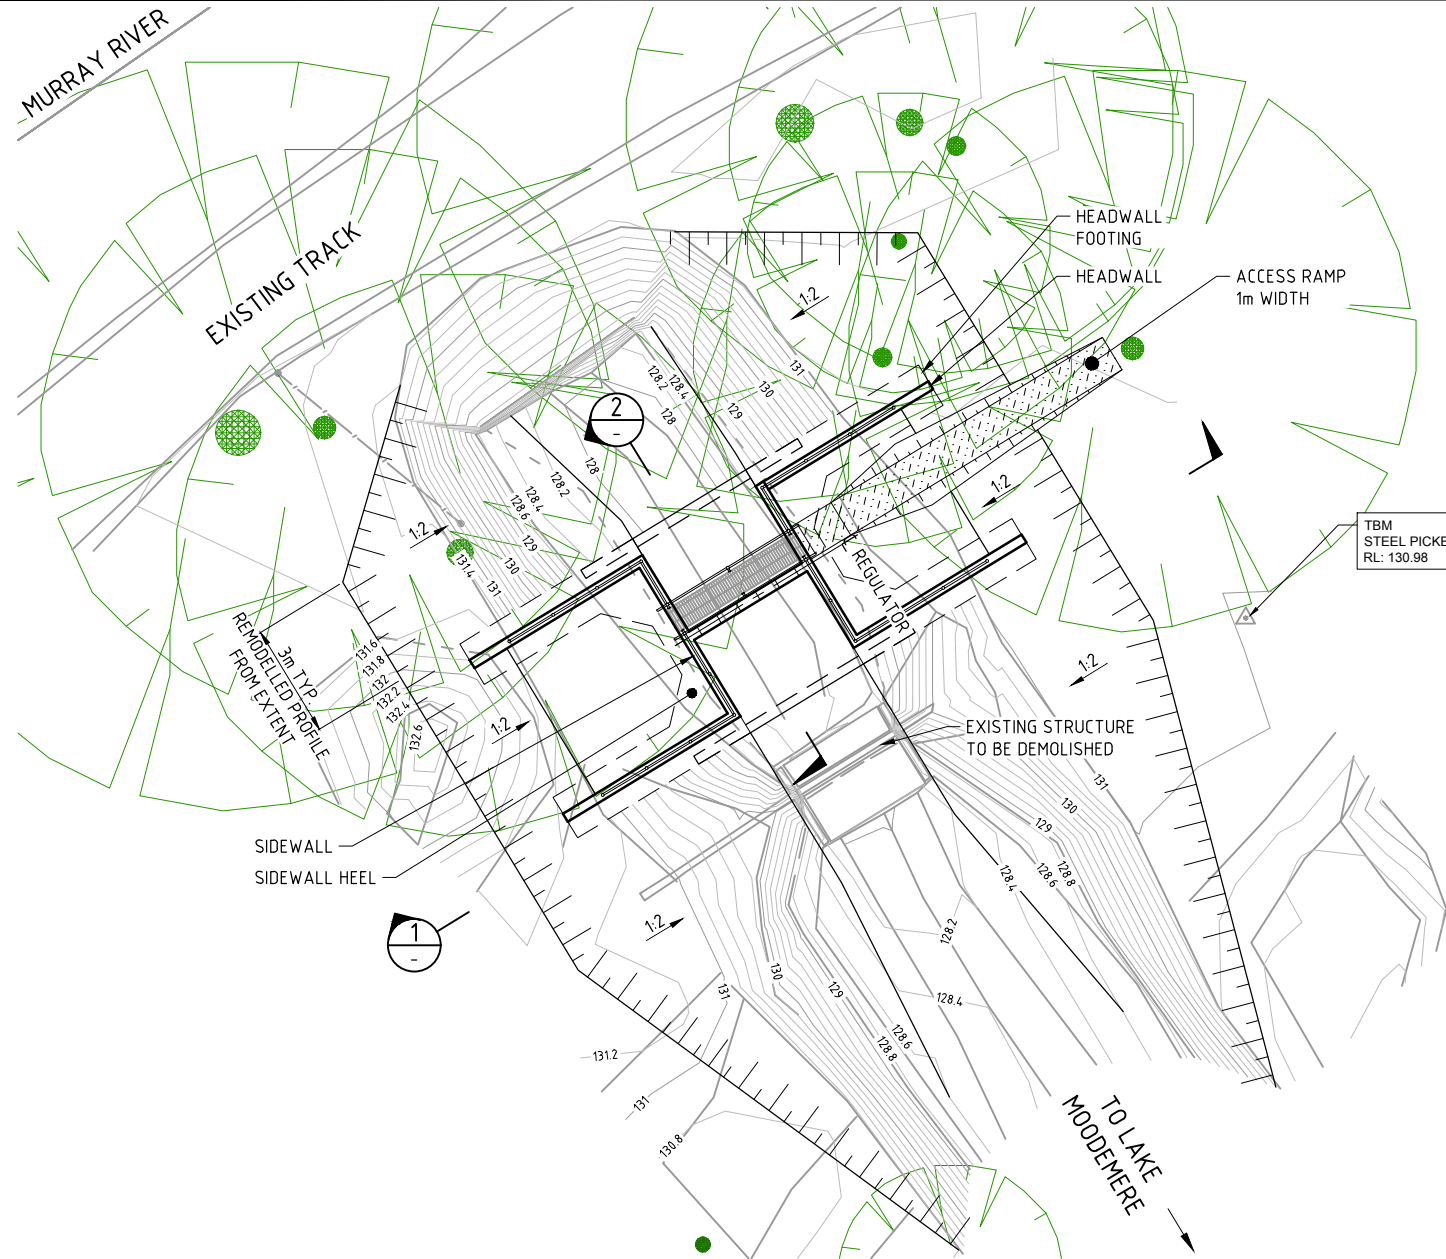 MURRAY RIVER
EXISTING TRACK
HEADWALL
FOOTING
HEADWALL
ACCESS RAMP
1m WIDTH
1:2
131
130
129
128.4
128.2
128
2
-
128
128.2
128.4
128.6
129
130
131
131.4
1:2
1:2
REGULATOR
TBM
STEEL PICKE
RL: 130.98
3m TYP.
REMODELLED PROFILE
FROM EXTENT
131.6
131.8
132
132.2
132.4
132.6
1:2
1:2
EXISTING STRUCTURE
TO BE DEMOLISHED
131
130
129
128.8
128.6
128.4
SIDEWALL
SIDEWALL HEEL
1
-
1:2
128.2
128.4
130
129
131
128.6
128.8
131.2
131
130.8
TO LAKE
MOODEMERE